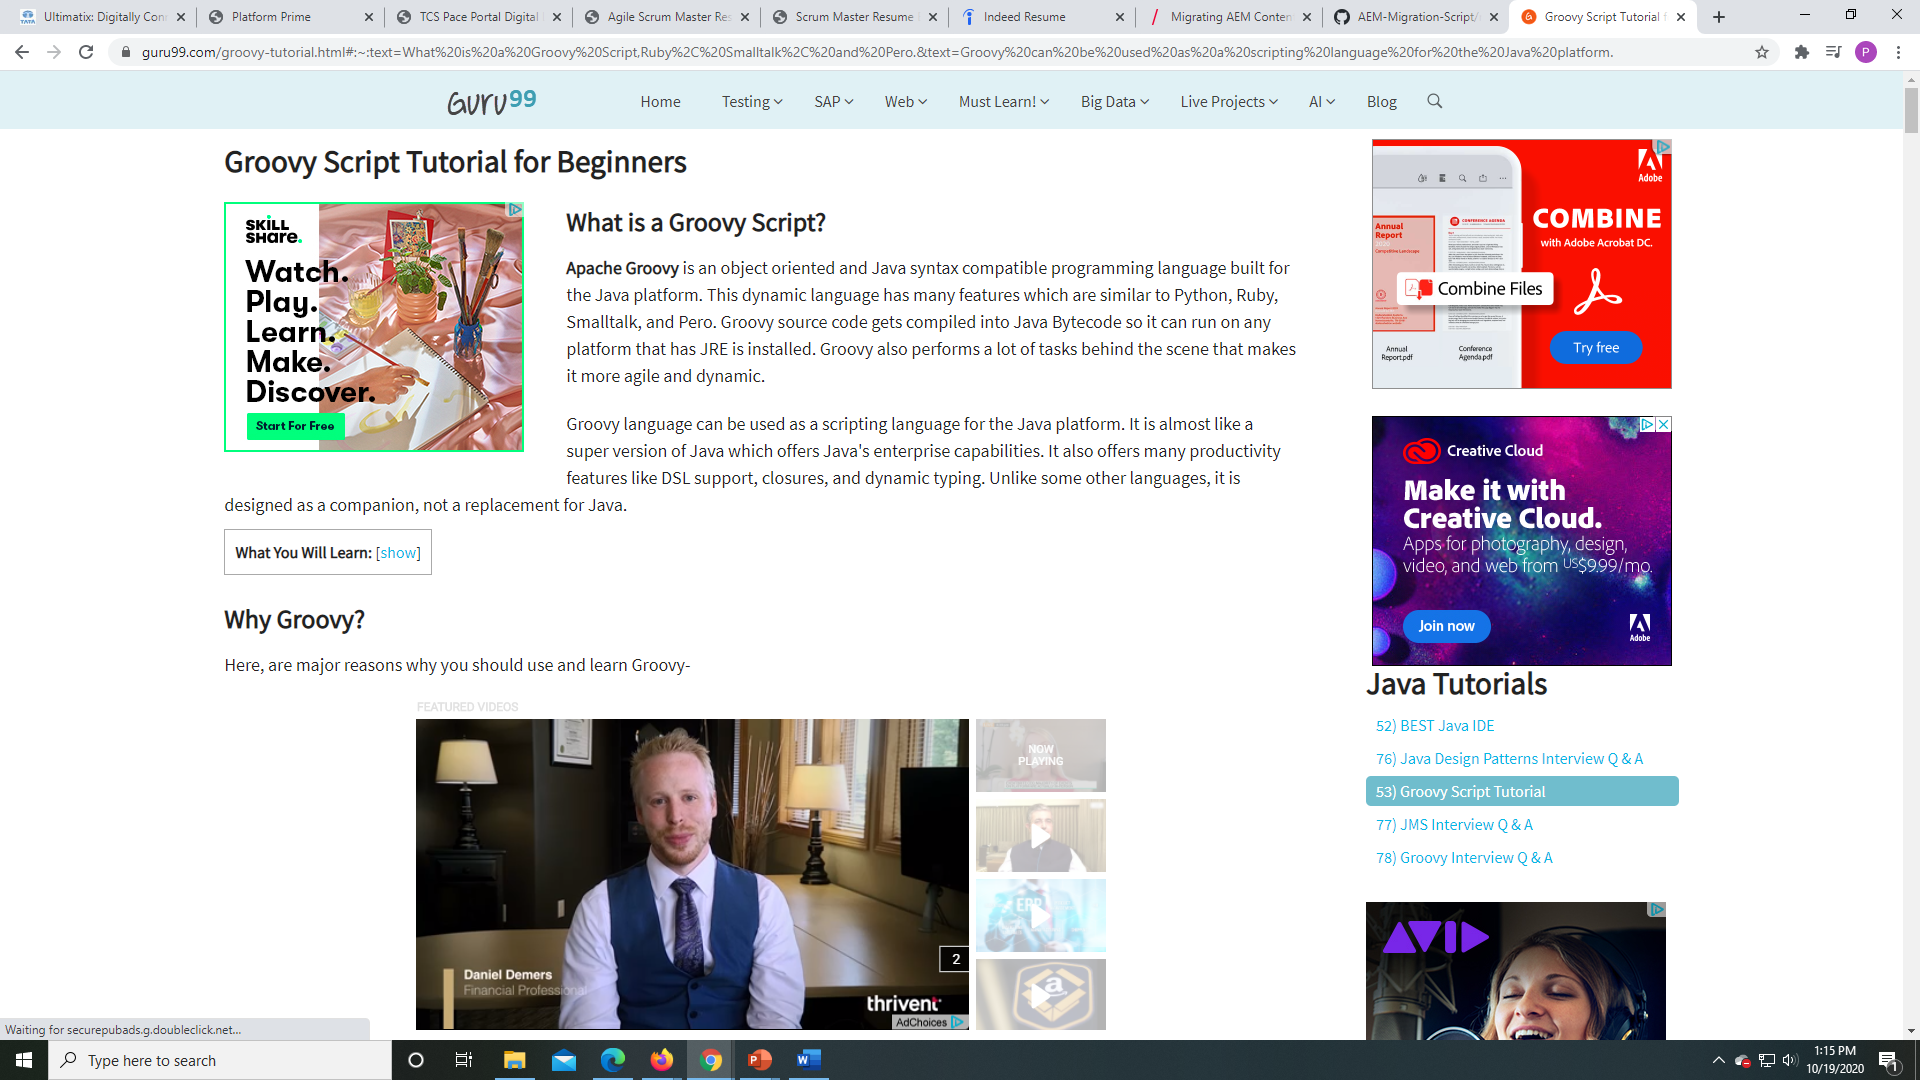 Ultimatix: Digitally Con
Platform Prime
TCS Pace Portal Digital
Agile Scrum Master Res
Scrum Master Resume
Indeed Resume
Migrating AEM Conten
AEM-Migration-Script/
Groovy Script Tutorial f
guru99.com/groovy-tutorial.html#:~:text=What%20is%20a%20Groovy%20Script,Ruby%2C%20Smalltalk%2C%20and%20Pero.&text=Groovy%20can%20be%20used%20as%20a%20scripting%20language%20for%20the%20Java%20platform.
P
Guru99
Home
Testing
SAP
Web
Must Learn!
Big Data
Live Projects
AI
Blog
Groovy Script Tutorial for Beginners
SKILL
SHARE.
Watch.
Play.
Learn.
Make.
Discover.
Start For Free
What is a Groovy Script?
Apache Groovy is an object oriented and Java syntax compatible programming language built for
the Java platform. This dynamic language has many features which are similar to Python, Ruby,
Smalltalk, and Pero. Groovy source code gets compiled into Java Bytecode so it can run on any
platform that has JRE is installed. Groovy also performs a lot of tasks behind the scene that makes
it more agile and dynamic.
Groovy language can be used as a scripting language for the Java platform. It is almost like a
super version of Java which offers Java's enterprise capabilities. It also offers many productivity
features like DSL support, closures, and dynamic typing. Unlike some other languages, it is
designed as a companion, not a replacement for Java.
What You Will Learn: [show]
Why Groovy?
Here, are major reasons why you should use and learn Groovy-
FEATURED VIDEOS
NOW
PLAYING
ERP
2
Daniel Demers
Financial Professional
thrivent
AdChoices
Adobe
COMBINE
with Adobe Acrobat DC.
Annual
Report
Combine Files
Annual
Report.pdf
Conference
Agenda.pdf
Try free
Creative Cloud
Make it with
Creative Cloud.
Apps for photography, design,
video, and web from US$9.99/mo.
Join now
Adobe
Java Tutorials
52) BEST Java IDE
76) Java Design Patterns Interview Q & A
53) Groovy Script Tutorial
77) JMS Interview Q & A
78) Groovy Interview Q & A
AVID
Waiting for securepubads.g.doubleclick.net...
Type here to search
1:15 PM
10/19/2020
1